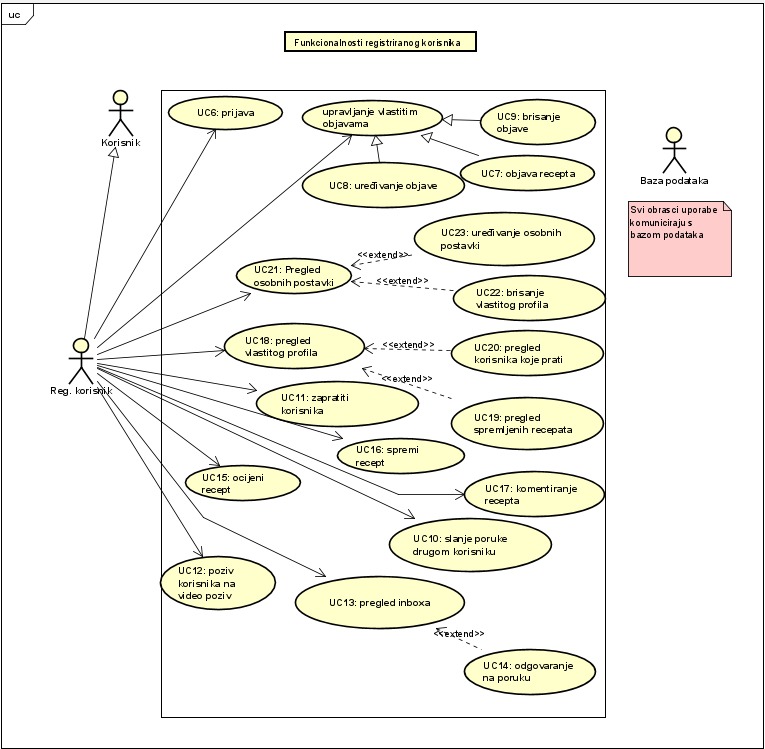 uc
Funkcionalnosti registriranog korisnika
Korisnik
UC6: prijava
upravljanje vlastitim
objavama
UC9: brisanje
objave
UC8: uređivanje objave
UC7: objava recepta
Baza podataka
Svi obrasci uporabe
komuniciraju s
bazom podataka
UC23: uređivanje osobnih
postavki
<<extend>>
UC21: Pregled
osobnih postavki
<<extend>>
UC22: brisanje
vlastitog profila
UC18: pregled
vlastitog profila
<<extend>>
UC20: pregled
korisnika koje prati
Reg. korisnik
<<extend>>
UC11: zapratiti
korisnika
UC19: pregled
spremljenih recepata
UC16: spremi
recept
UC15: ocijeni
recept
UC17: komentiranje
recepta
UC10: slanje poruke
drugom korisniku
UC12: poziv
korisnika na
video poziv
UC13: pregled inboxa
<<extend>>
UC14: odgovaranje
na poruku